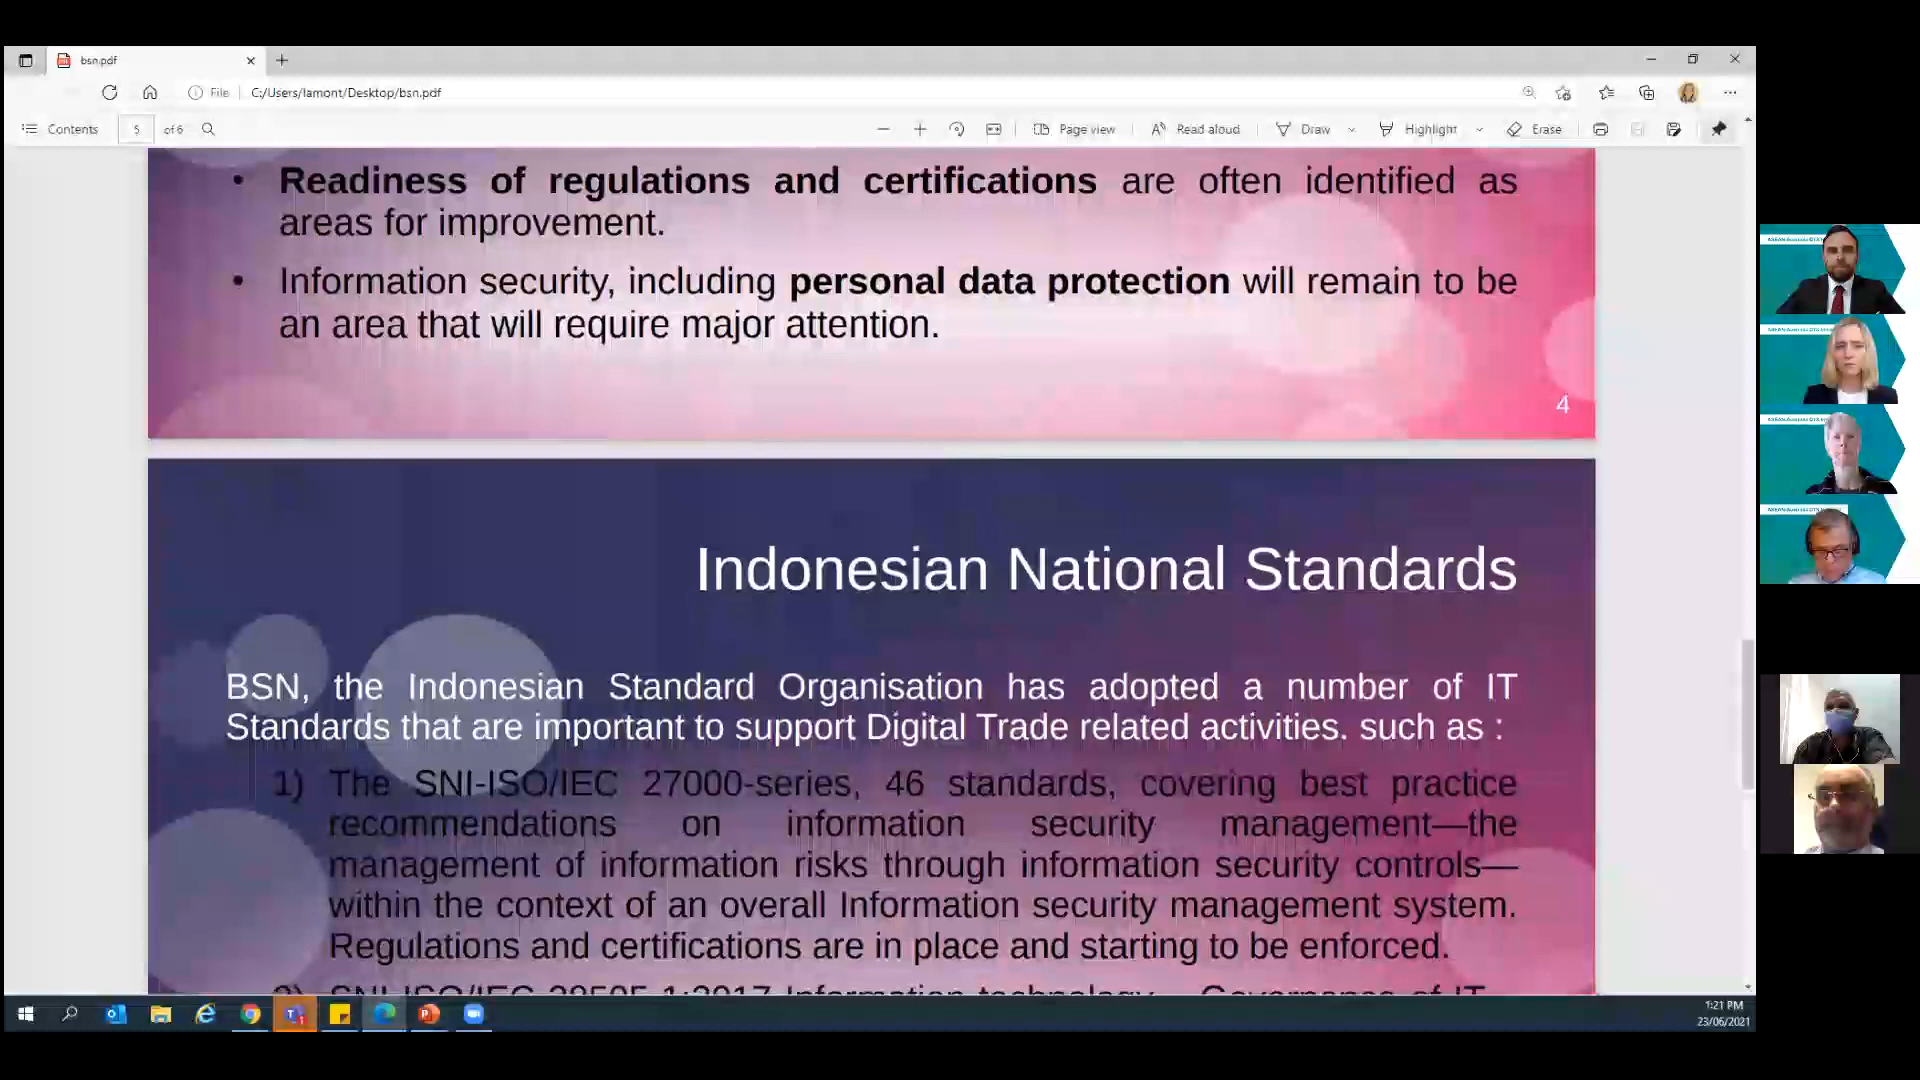 bsn.pdf
File
C:/Users/lamont/Desktop/bsn.pdf
Contents
5
of 6
Page view
Read aloud
Draw
Highlight
Erase
• Readiness of regulations and certifications are often identified as
areas for improvement.
• Information security, including personal data protection will remain to be
an area that will require major attention.
4
Indonesian National Standards
BSN, the Indonesian Standard Organisation has adopted a number of IT
Standards that are important to support Digital Trade related activities. such as :
1) The SNI-ISO/IEC 27000-series, 46 standards, covering best practice
recommendations on information security management—the
management of information risks through information security controls—
within the context of an overall Information security management system.
Regulations and certifications are in place and starting to be enforced.
1:21 PM
23/06/2021